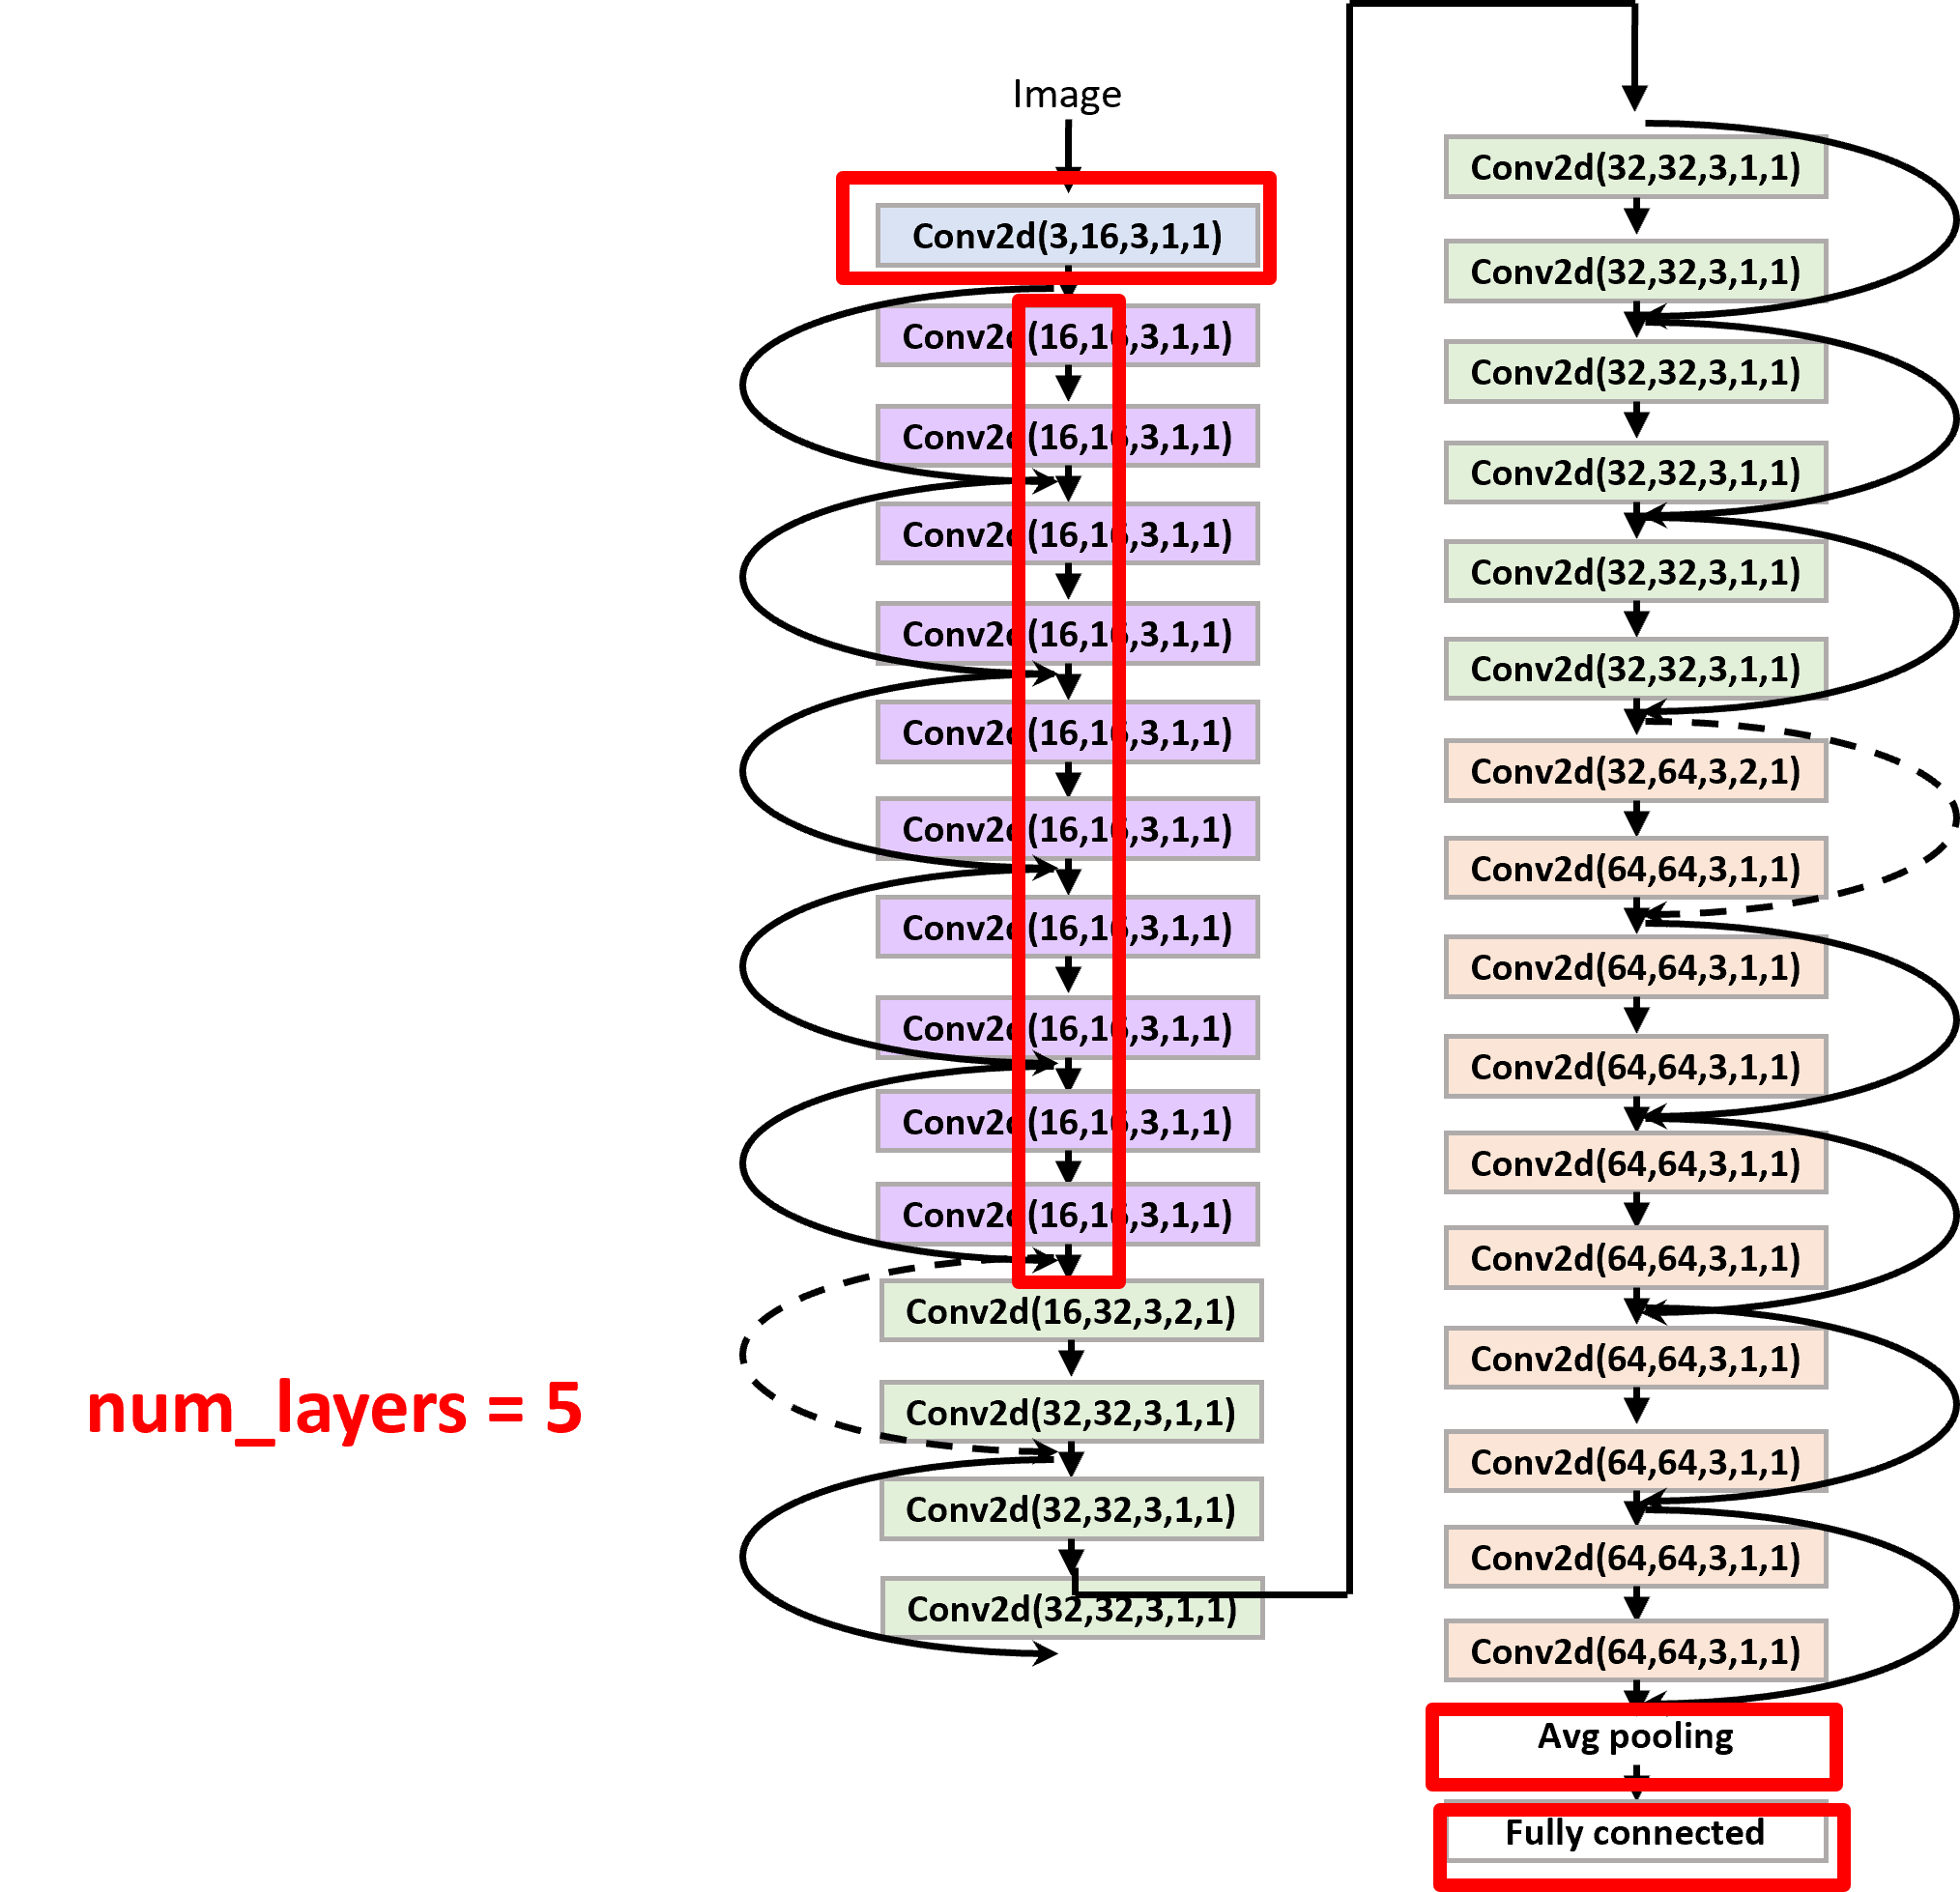 Image
Conv2d(3,16,3,1,1)
Conv2d(16,16,3,1,1)
Conv2d(16,16,3,1,1)
Conv2d(16,16,3,1,1)
Conv2d(16,16,3,1,1)
Conv2d(16,16,3,1,1)
Conv2d(16,16,3,1,1)
Conv2d(16,16,3,1,1)
Conv2d(16,16,3,1,1)
Conv2d(16,16,3,1,1)
Conv2d(16,16,3,1,1)
Conv2d(16,32,3,2,1)
Conv2d(32,32,3,1,1)
Conv2d(32,32,3,1,1)
Conv2d(32,32,3,1,1)
num_layers = 5
Conv2d(32,32,3,1,1)
Conv2d(32,32,3,1,1)
Conv2d(32,32,3,1,1)
Conv2d(32,32,3,1,1)
Conv2d(32,32,3,1,1)
Conv2d(32,32,3,1,1)
Conv2d(32,64,3,2,1)
Conv2d(64,64,3,1,1)
Conv2d(64,64,3,1,1)
Conv2d(64,64,3,1,1)
Conv2d(64,64,3,1,1)
Conv2d(64,64,3,1,1)
Conv2d(64,64,3,1,1)
Conv2d(64,64,3,1,1)
Conv2d(64,64,3,1,1)
Conv2d(64,64,3,1,1)
Avg pooling
Fully connected